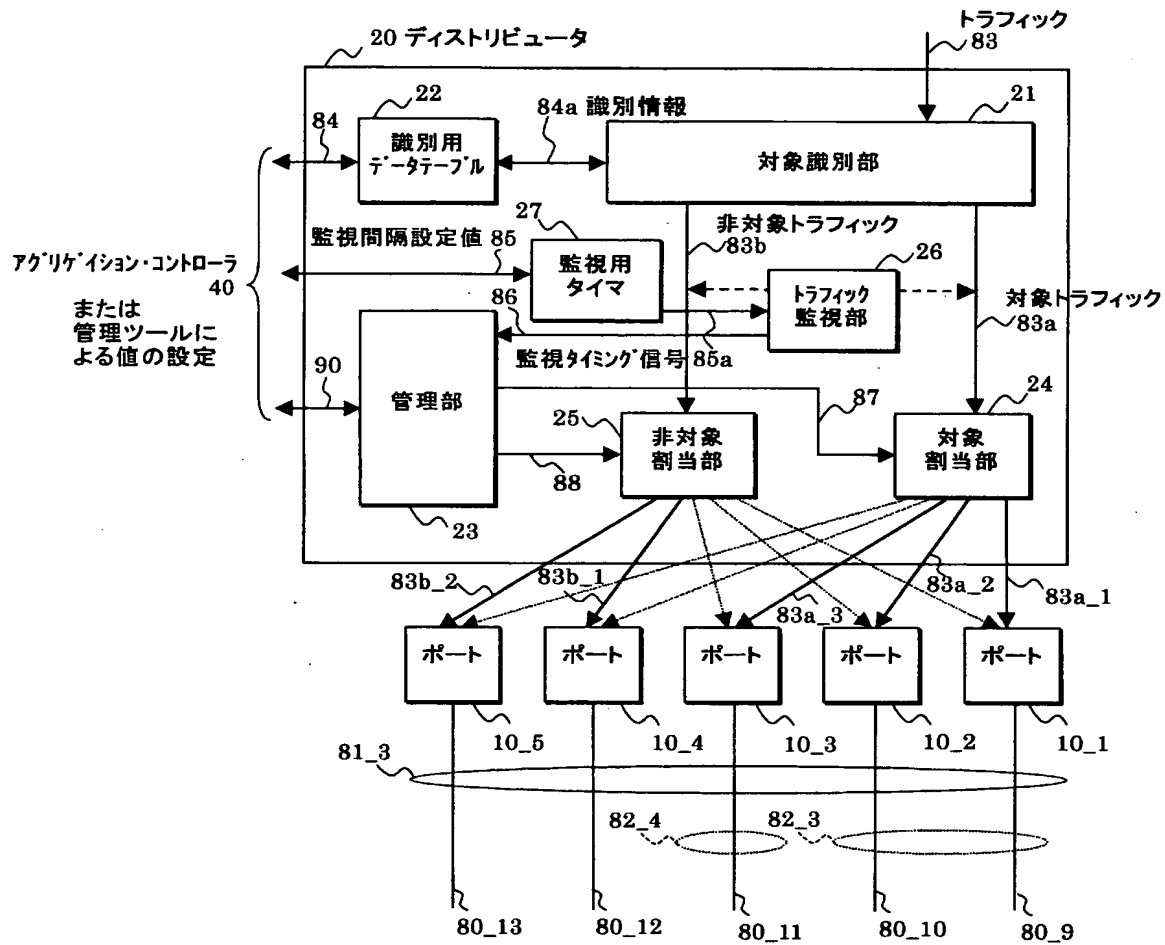 トラフィック
83
20 ディストリビュータ
22
84
識別用
データテーブル
84a 識別情報
21
対象識別部
27
監視間隔設定値 85
監視用
タイマ
非対象トラフィック
83b
26
トラフィック
監視部
対象トラフィック
83a
アグリゲイション・コントローラ
40
または
管理ツールに
よる値の設定
86
監視タイミング信号 85a
90
管理部
23
87
88
25
非対象
割当部
24
対象
割当部
83b_2
83b_1
83a_3
83a_2
83a_1
ポート
ポート
ポート
ポート
ポート
10_5
10_4
10_3
10_2
10_1
81_3
82_4
82_3
80_13
80_12
80_11
80_10
80_9